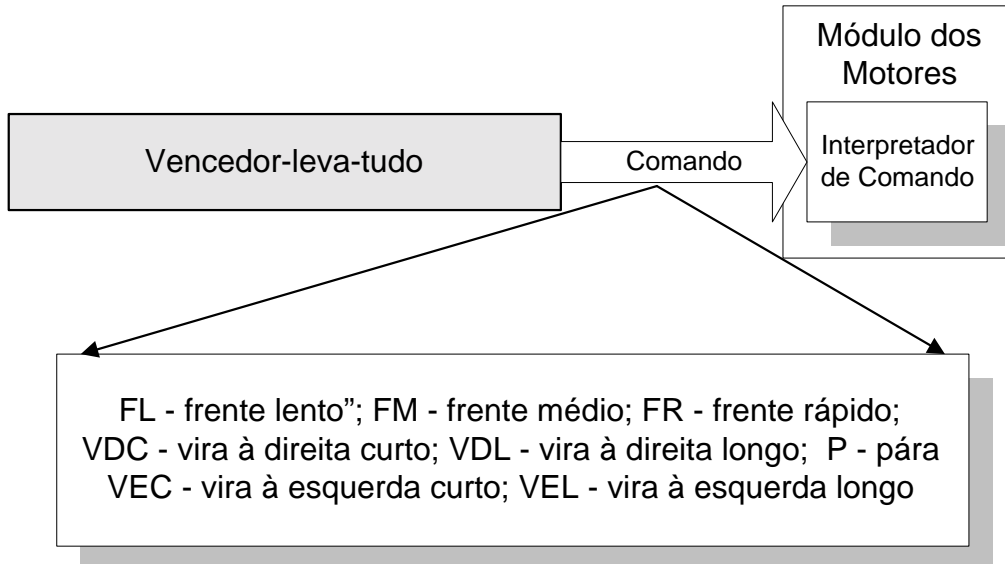 Módulo dos
Motores
Vencedor-leva-tudo
Comando
Interpretador
de Comando
FL - frente lento”; FM - frente médio; FR - frente rápido;
VDC - vira à direita curto; VDL - vira à direita longo; P - pára
VEC - vira à esquerda curto; VEL - vira à esquerda longo